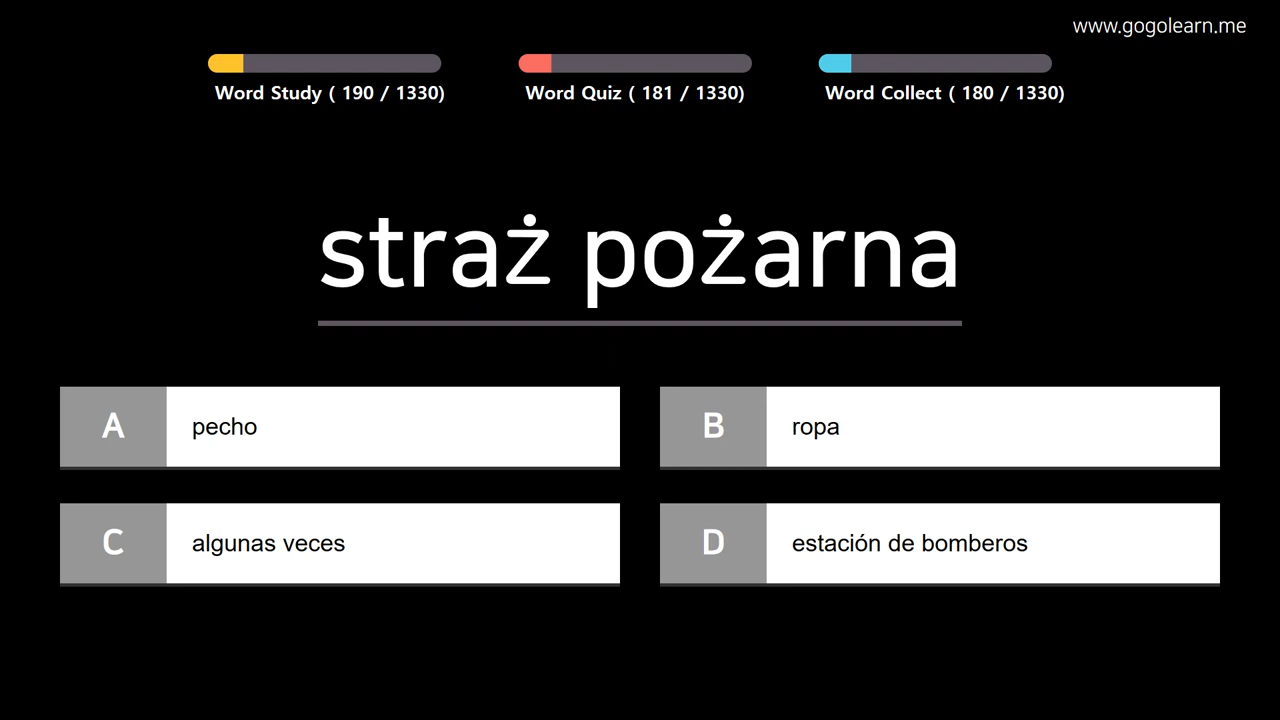 www.gogolearn.me
Word Study ( 190 / 1330)
Word Quiz ( 181 / 1330)
Word Collect ( 180 / 1330)
straż pożarna
A pecho
B ropa
C algunas veces
D estación de bomberos